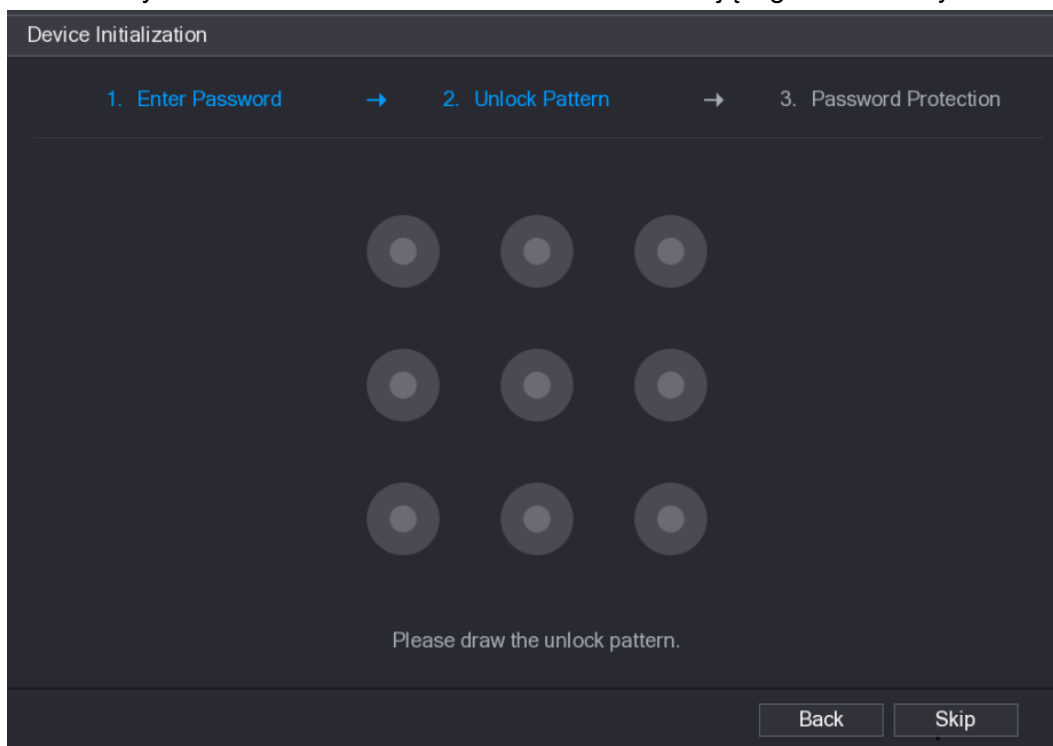 Device Initialization
1. Enter Password → 2. Unlock Pattern → 3. Password Protection
Please draw the unlock pattern.
Back Skip